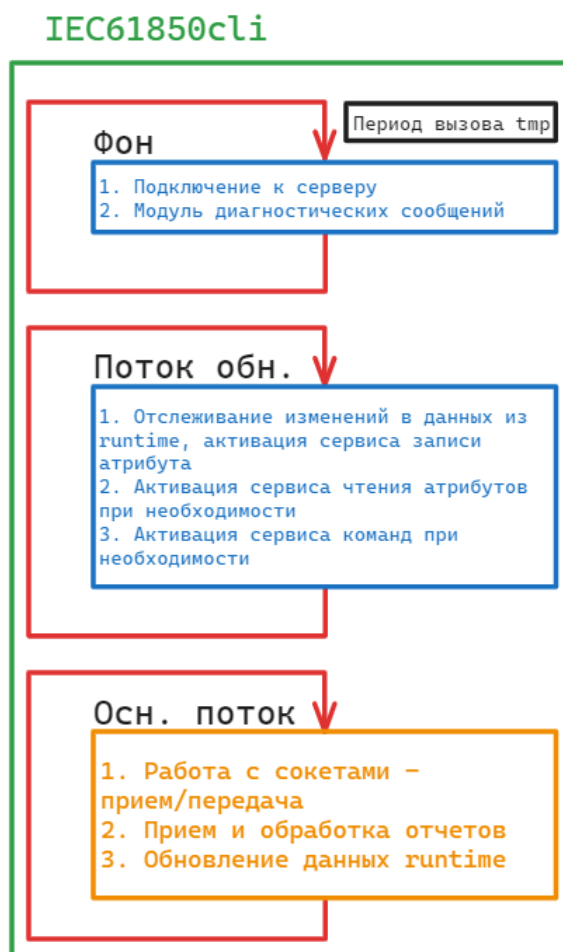 IEC61850cli
Период вызова tmp
Фон
1. Подключение к серверу
2. Модуль диагностических сообщений
Поток обн.
1. Отслеживание изменений в данных из
runtime, активация сервиса записи
атрибута
2. Активация сервиса чтения атрибутов
при необходимости
3. Активация сервиса команд при
необходимости
Осн. поток
1. Работа с сокетами –
прием/передача
2. Прием и обработка отчетов
3. Обновление данных runtime